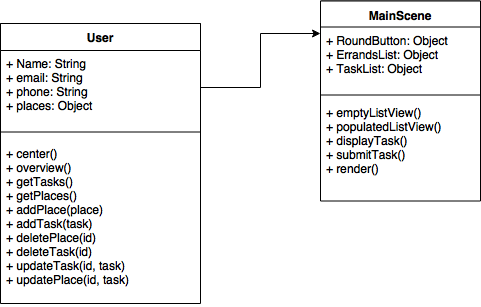 User
+ Name: String
+ email: String
+ phone: String
+ places: Object
+ center()
+ overview()
+ getTasks()
+ getPlaces()
+ addPlace(place)
+ addTask(task)
+ deletePlace(id)
+ deleteTask(id)
+ updateTask(id, task)
+ updatePlace(id, task)
MainScene
+ RoundButton: Object
+ ErrandsList: Object
+ TaskList: Object
+ emptyListView()
+ populatedListView()
+ displayTask()
+ submitTask()
+ render()